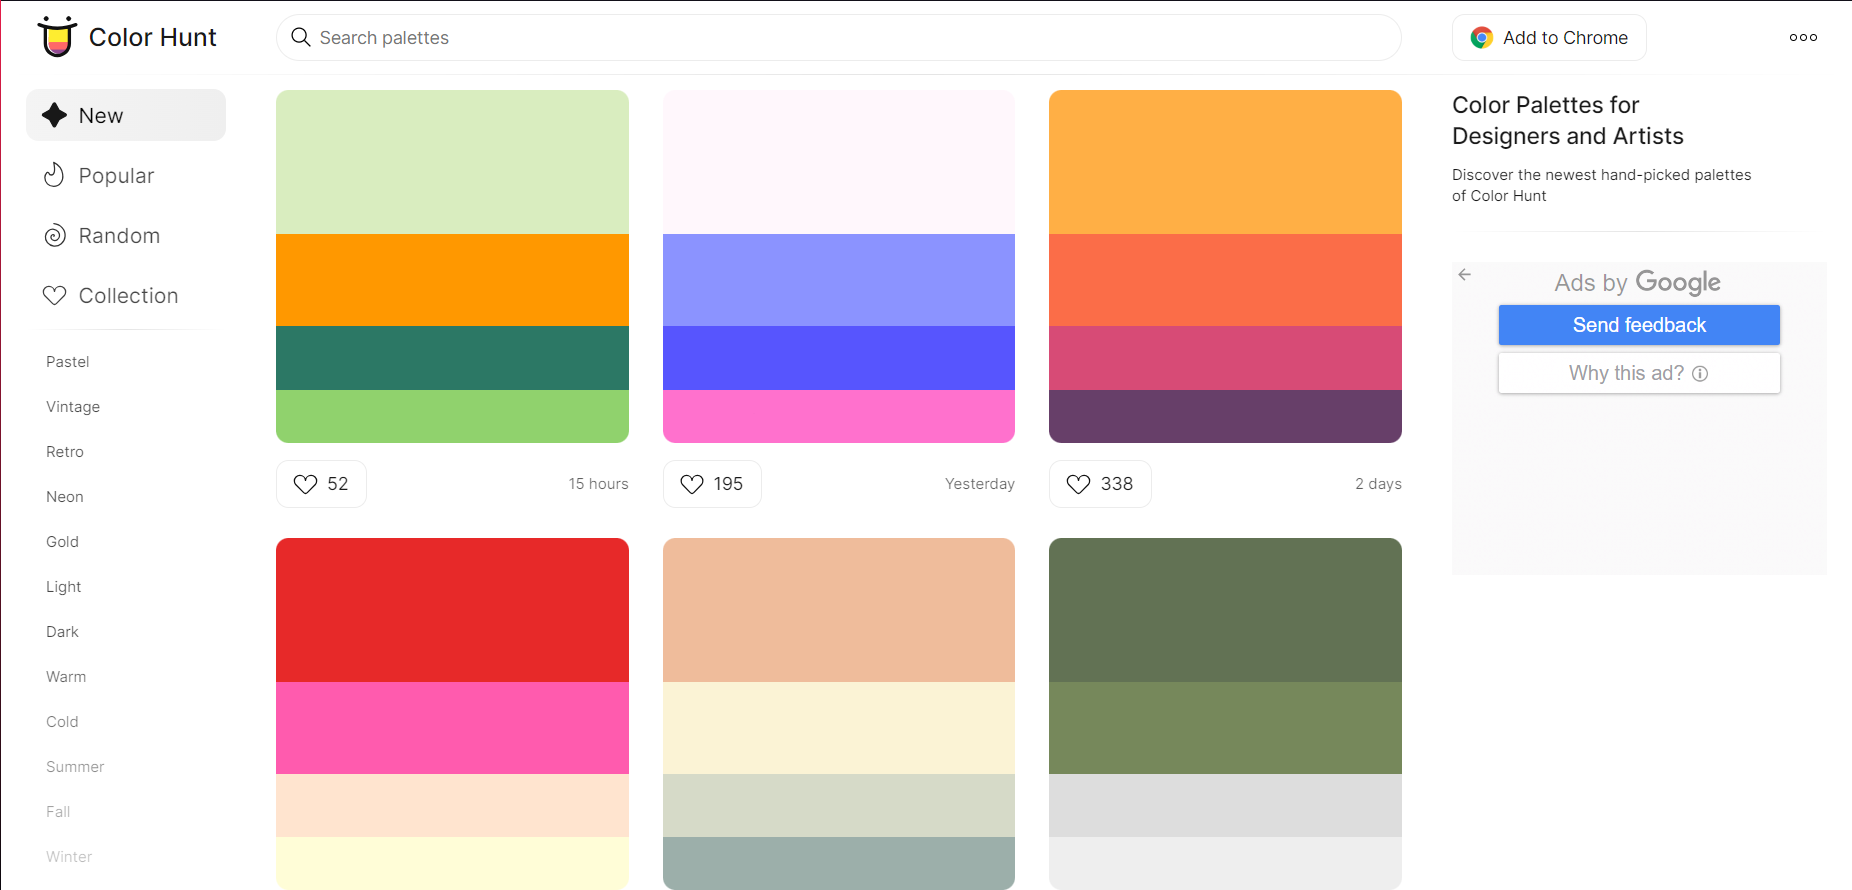 Color Hunt
Search palettes
Add to Chrome
New
Popular
Random
Collection
Pastel
Vintage
Retro
Neon
Gold
Light
Dark
Warm
Cold
Summer
Fall
Winter
52
15 hours
195
Yesterday
338
2 days
Color Palettes for
Designers and Artists
Discover the newest hand-picked palettes
of Color Hunt
Ads by Google
Send feedback
Why this ad?